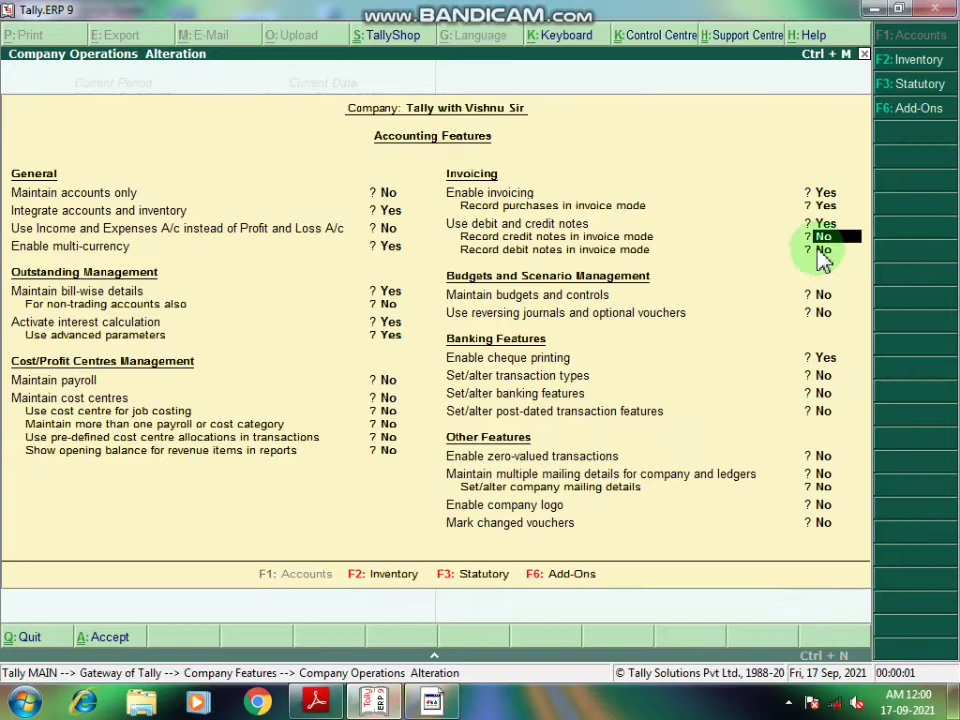 Tally.ERP 9
www.BANDICAM.com
P: Print E: Export M: E-Mail O: Upload S: TallyShop G: Language K: Keyboard K: Control Centre H: Support Centre H: Help
F1: Accounts
Company Operations Alteration Ctrl + M
F2: Inventory
Current Period Current Date
F3: Statutory
F6: Add-Ons
Company: Tally with Vishnu Sir
Accounting Features
General
Maintain accounts only ? No
Integrate accounts and inventory ? Yes
Use Income and Expenses A/c instead of Profit and Loss A/c ? No
Enable multi-currency ? Yes
Outstanding Management
Maintain bill-wise details ? Yes
For non-trading accounts also ? No
Activate interest calculation ? Yes
Use advanced parameters ? Yes
Cost/Profit Centres Management
Maintain payroll ? No
Maintain cost centres ? No
Use cost centre for job costing ? No
Maintain more than one payroll or cost category ? No
Use pre-defined cost centre allocations in transactions ? No
Show opening balance for revenue items in reports ? No
Invoicing
Enable invoicing ? Yes
Record purchases in invoice mode ? Yes
Use debit and credit notes ? Yes
Record credit notes in invoice mode ? No
Record debit notes in invoice mode ? No
Budgets and Scenario Management
Maintain budgets and controls ? No
Use reversing journals and optional vouchers ? No
Banking Features
Enable cheque printing ? Yes
Set/alter transaction types ? No
Set/alter banking features ? No
Set/alter post-dated transaction features ? No
Other Features
Enable zero-valued transactions ? No
Maintain multiple mailing details for company and ledgers ? No
Set/alter company mailing details ? No
Enable company logo ? No
Mark changed vouchers ? No
F1: Accounts F2: Inventory F3: Statutory F6: Add-Ons
Q: Quit A: Accept
Ctrl + N
Tally MAIN --> Gateway of Tally --> Company Features --> Company Operations Alteration © Tally Solutions Pvt Ltd., 1988-20 Fri, 17 Sep, 2021 00:00:01
AM 12:00
17-09-2021